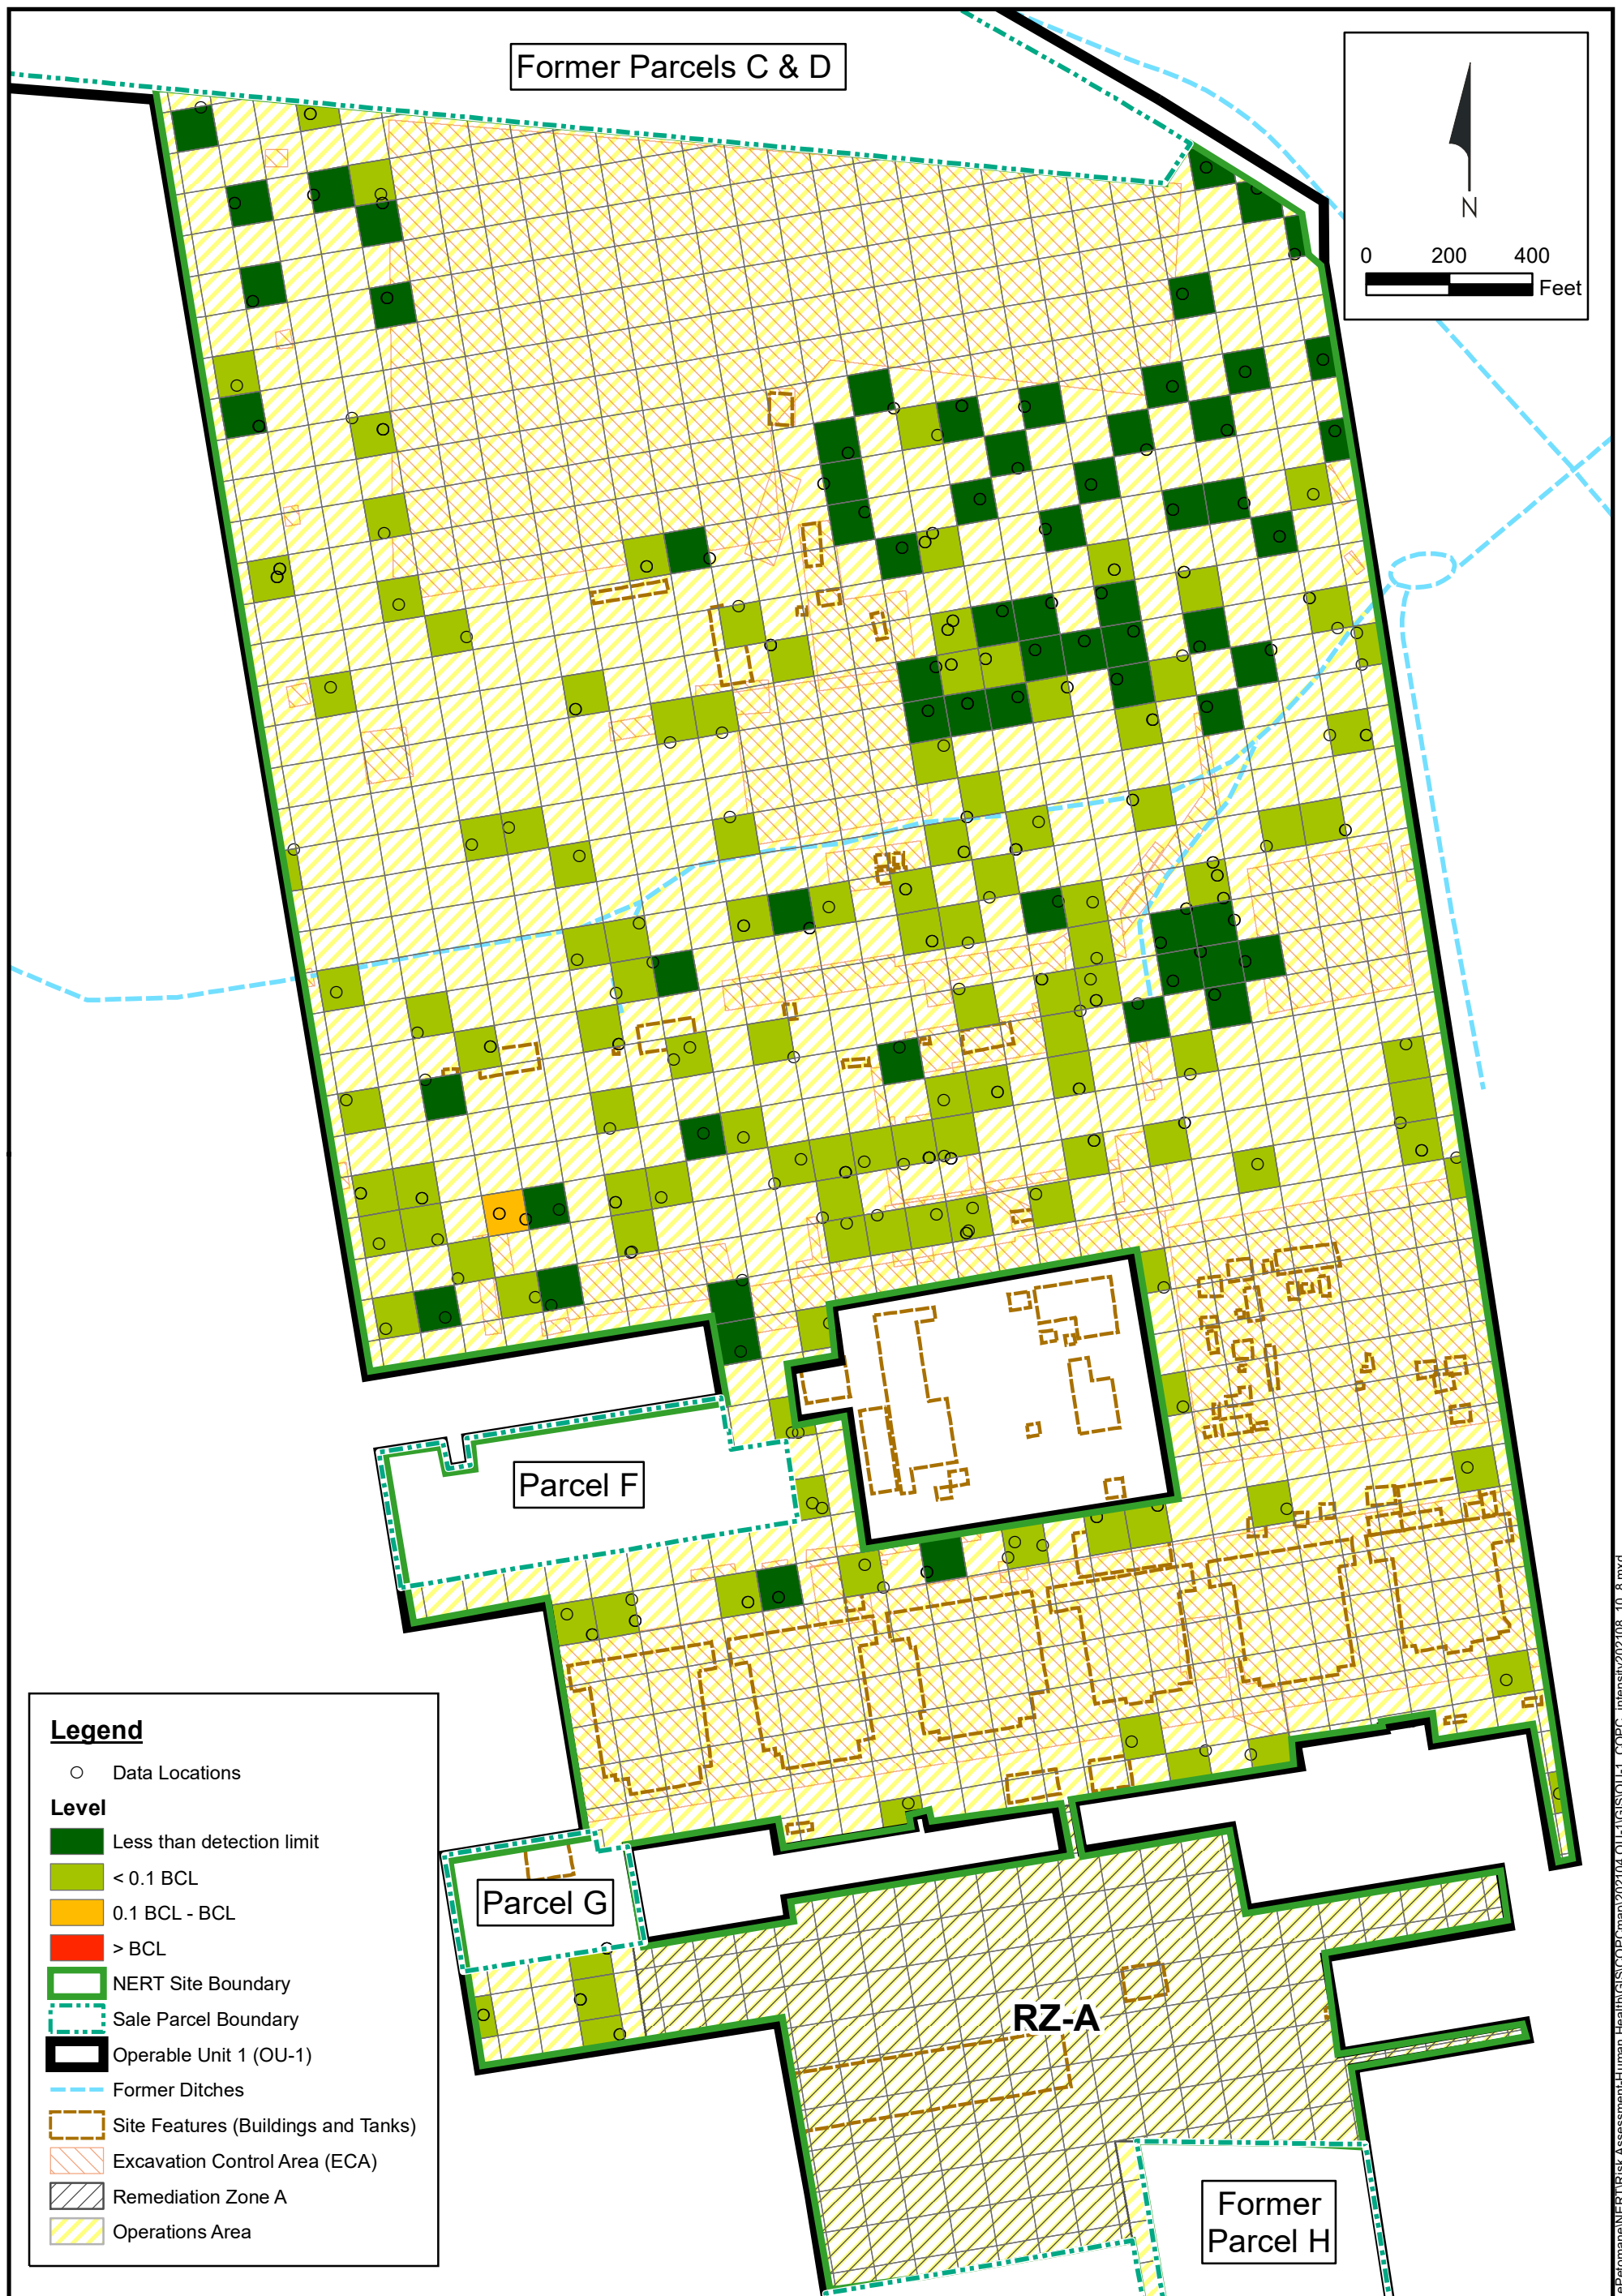 Former Parcels C & D
N
0 200 400
Feet
Parcel F
Parcel G
RZ-A
Former
Parcel H
Legend
Data Locations
Level
Less than detection limit
< 0.1 BCL
0.1 BCL - BCL
> BCL
NERT Site Boundary
Sale Parcel Boundary
Operable Unit 1 (OU-1)
Former Ditches
Site Features (Buildings and Tanks)
Excavation Control Area (ECA)
Remediation Zone A
Operations Area